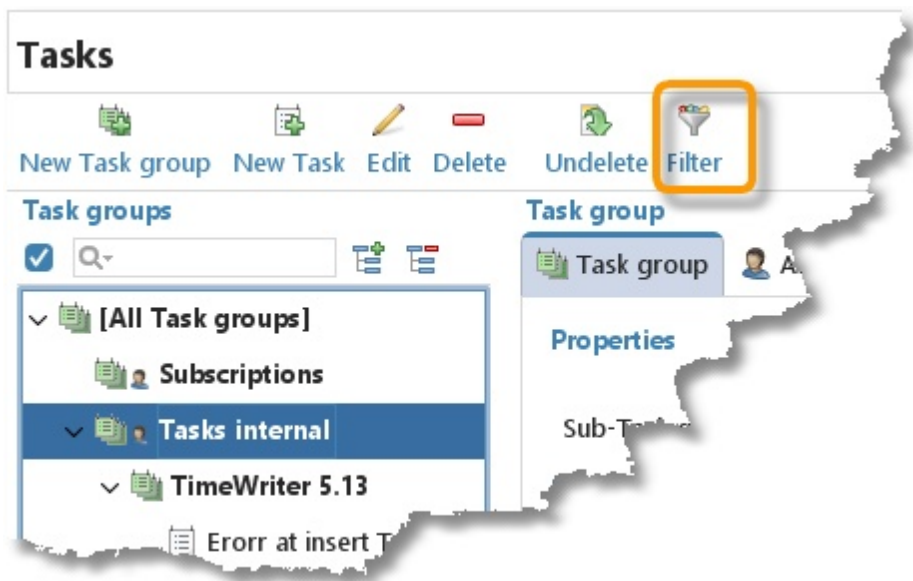 Tasks
New Task group New Task Edit Delete Undelete Filter
Task groups Task group
Task group
[All Task groups]
Properties
Subscriptions
Tasks internal
TimeWriter 5.13
Erorr at insert